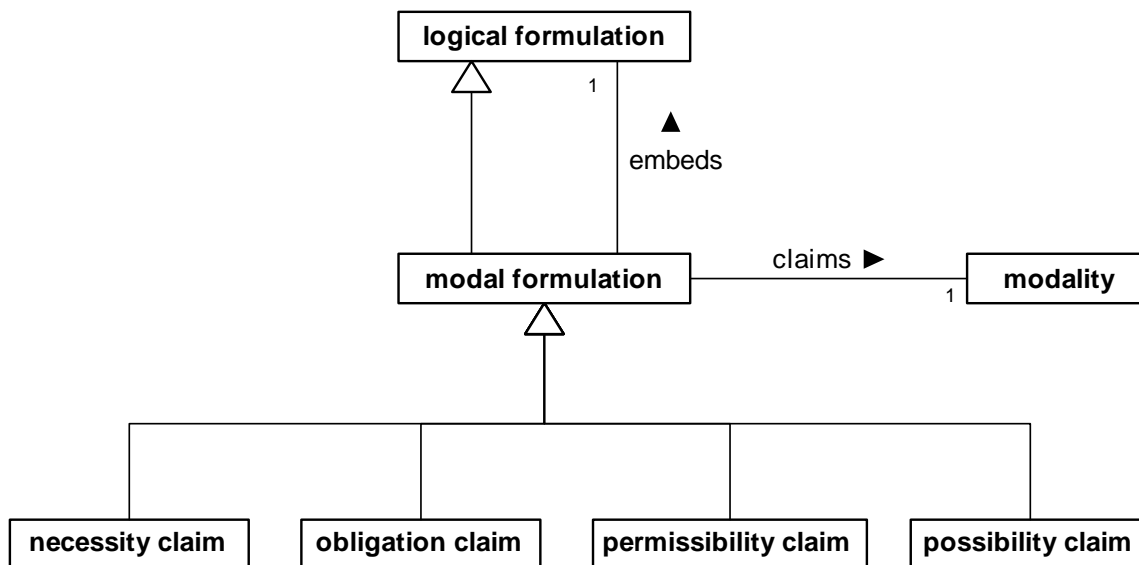 logical formulation
1
▲
embeds
modal formulation
claims ►
1
modality
necessity claim
obligation claim
permissibility claim
possibility claim